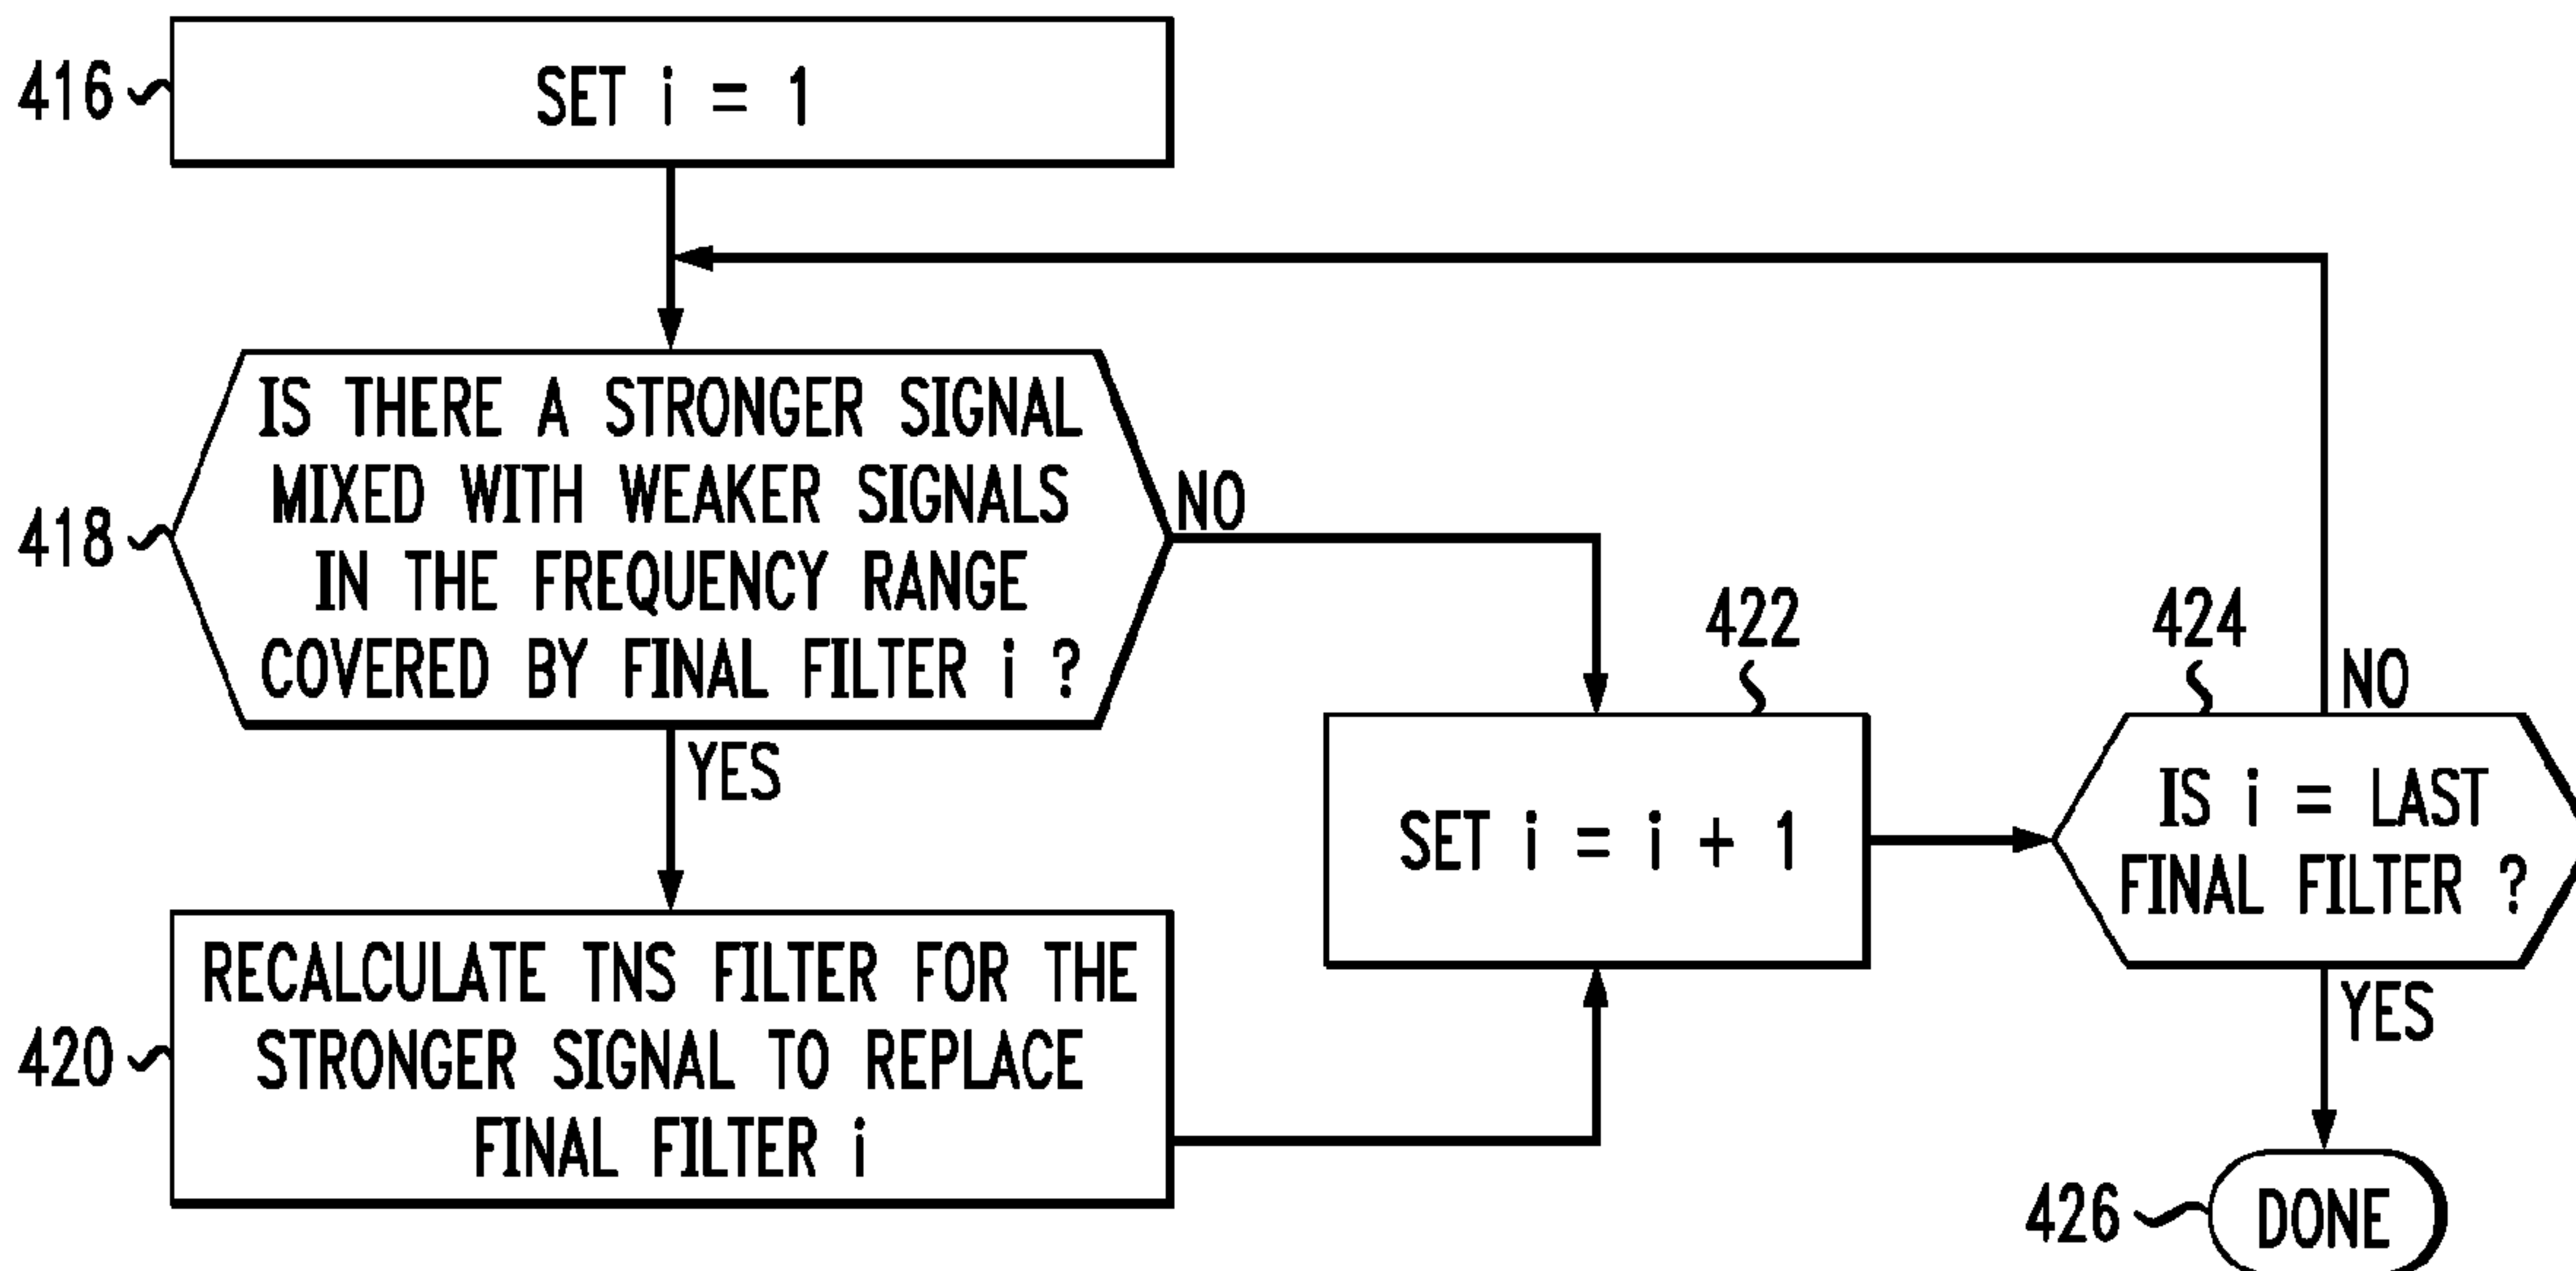 416
SET i = 1
418
IS THERE A STRONGER SIGNAL
MIXED WITH WEAKER SIGNALS
IN THE FREQUENCY RANGE
COVERED BY FINAL FILTER i ?
NO
YES
420
RECALCULATE TNS FILTER FOR THE
STRONGER SIGNAL TO REPLACE
FINAL FILTER i
422
SET i = i + 1
424
NO
IS i = LAST
FINAL FILTER ?
YES
426
DONE